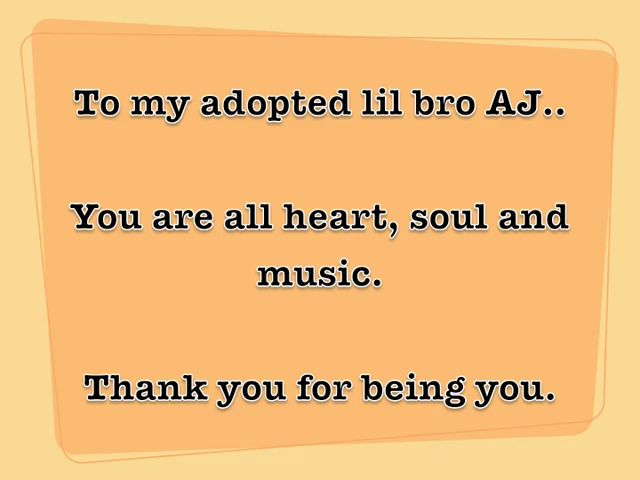 To my adopted lil bro AJ..
You are all heart, soul and
music.
Thank you for being you.